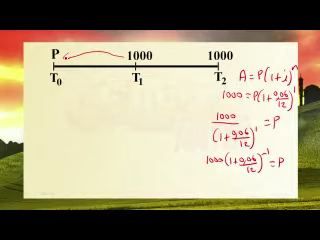 P 1000 1000
T₀ T₁ T₂
A = P(1+i)ⁿ
1000 = P(1+0.06/12)¹
1000/(1+0.06/12)¹ = P
1000(1+0.06/12)⁻¹ = P